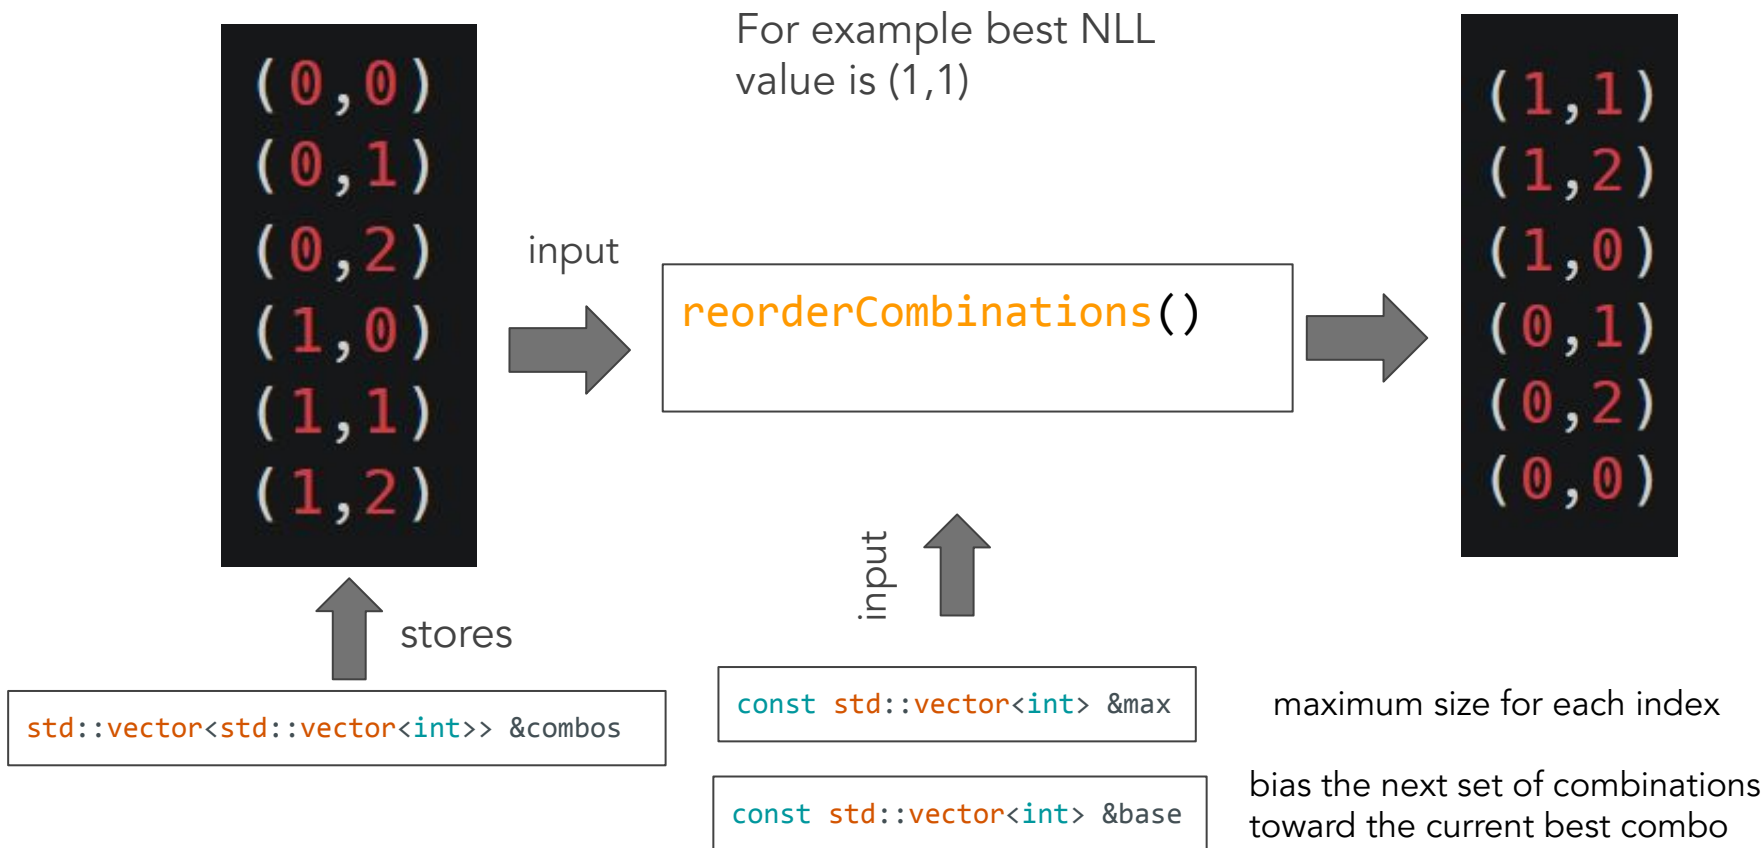 (0,0)
(0,1)
(0,2)
(1,0)
(1,1)
(1,2)
For example best NLL
value is (1,1)
input
reorderCombinations()
(1,1)
(1,2)
(1,0)
(0,1)
(0,2)
(0,0)
stores
input
std::vector<std::vector<int>> &combos
const std::vector<int> &max
maximum size for each index
const std::vector<int> &base
bias the next set of combinations
toward the current best combo